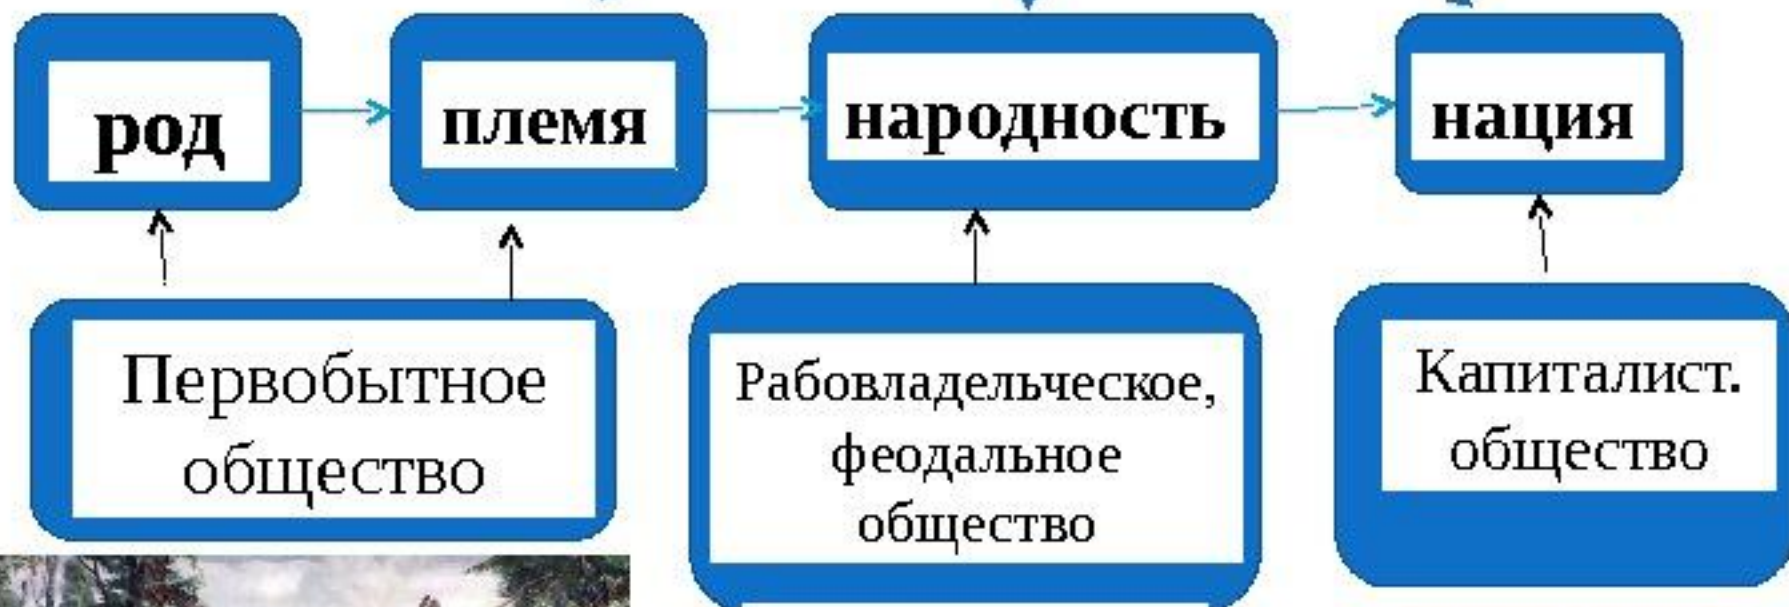 род
племя
народность
нация
Первобытное
общество
Рабовладельческое,
феодальное
общество
Капиталист.
общество